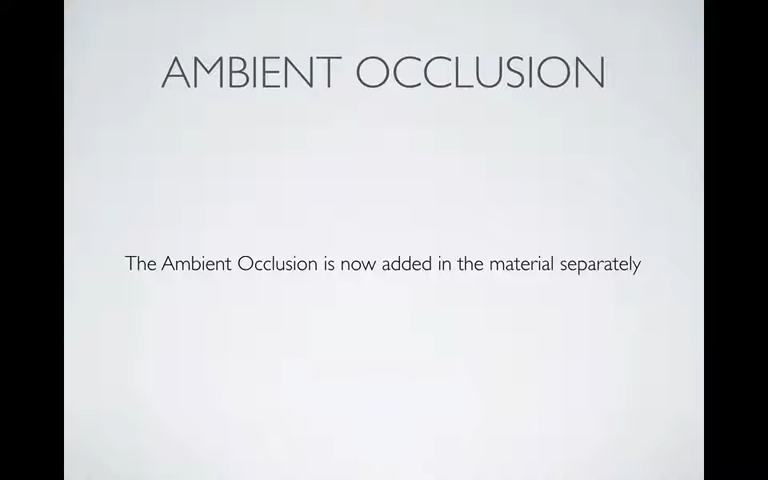 AMBIENT OCCLUSION
The Ambient Occlusion is now added in the material separately